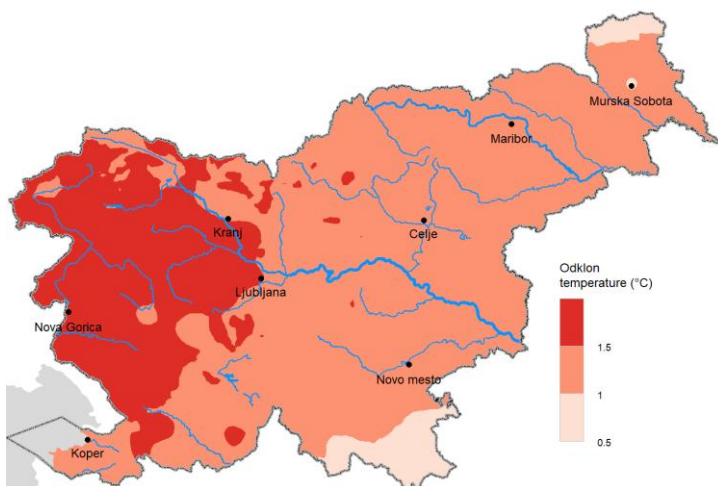 Murska Sobota
Maribor
Kranj
Celje
Ljubljana
Odklon
temperature (°C)
Nova Gorica
1.5
Novo mesto
1
Koper
0.5